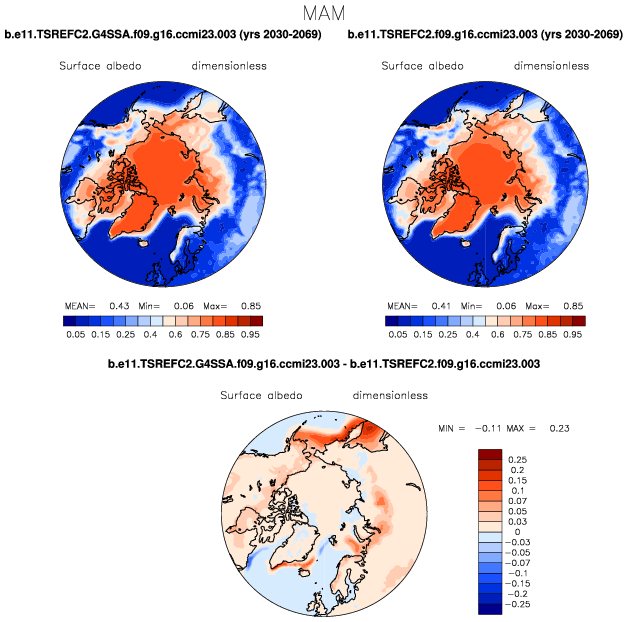 MAM
b.e11.TSREFC2.G4SSA.f09.g16.ccmi23.003 (yrs 2030-2069) b.e11.TSREFC2.f09.g16.ccmi23.003 (yrs 2030-2069)
Surface albedo dimensionless Surface albedo dimensionless
MEAN= 0.43 Min= 0.06 Max= 0.85 MEAN= 0.41 Min= 0.06 Max= 0.85
0.05 0.15 0.25 0.4 0.6 0.75 0.85 0.95 0.05 0.15 0.25 0.4 0.6 0.75 0.85 0.95
b.e11.TSREFC2.G4SSA.f09.g16.ccmi23.003 - b.e11.TSREFC2.f09.g16.ccmi23.003
Surface albedo dimensionless
MIN = -0.11 MAX = 0.23
0.25
0.2
0.15
0.1
0.07
0.05
0.03
0
-0.03
-0.05
-0.07
-0.1
-0.15
-0.2
-0.25